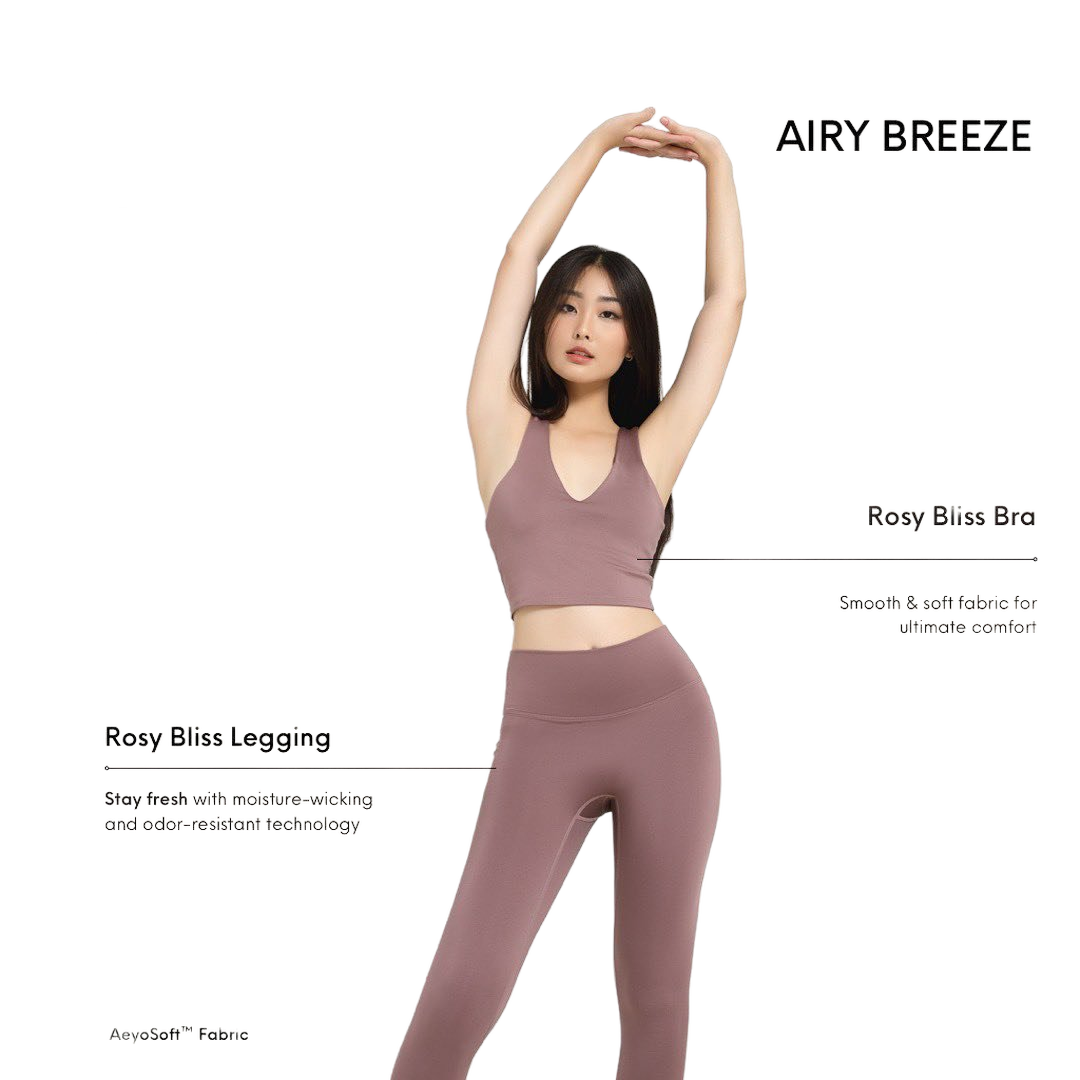 AIRY BREEZE
Rosy Bliss Bra
Smooth & soft fabric for
ultimate comfort
Rosy Bliss Legging
Stay fresh with moisture-wicking
and odor-resistant technology
AeyoSoft™ Fabric